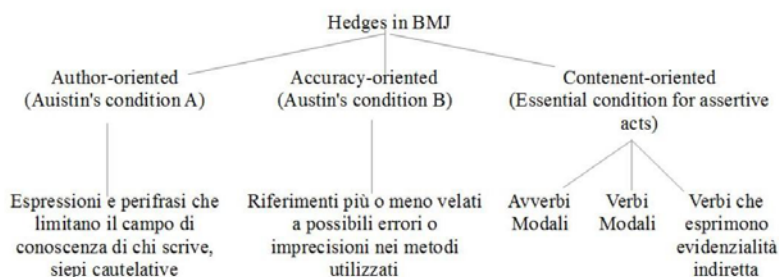 Hedges in BMJ
Author-oriented
(Auistin's condition A)
Accuracy-oriented
(Austin's condition B)
Contenent-oriented
(Essential condition for assertive
acts)
Espressioni e perifrasi che
limitano il campo di
conoscenza di chi scrive,
siepi cautelative
Riferimenti più o meno velati
a possibili errori o
imprecisioni nei metodi
utilizzati
Avverbi
Modali
Verbi
Modali
Verbi che
esprimono
evidenzialità
indiretta